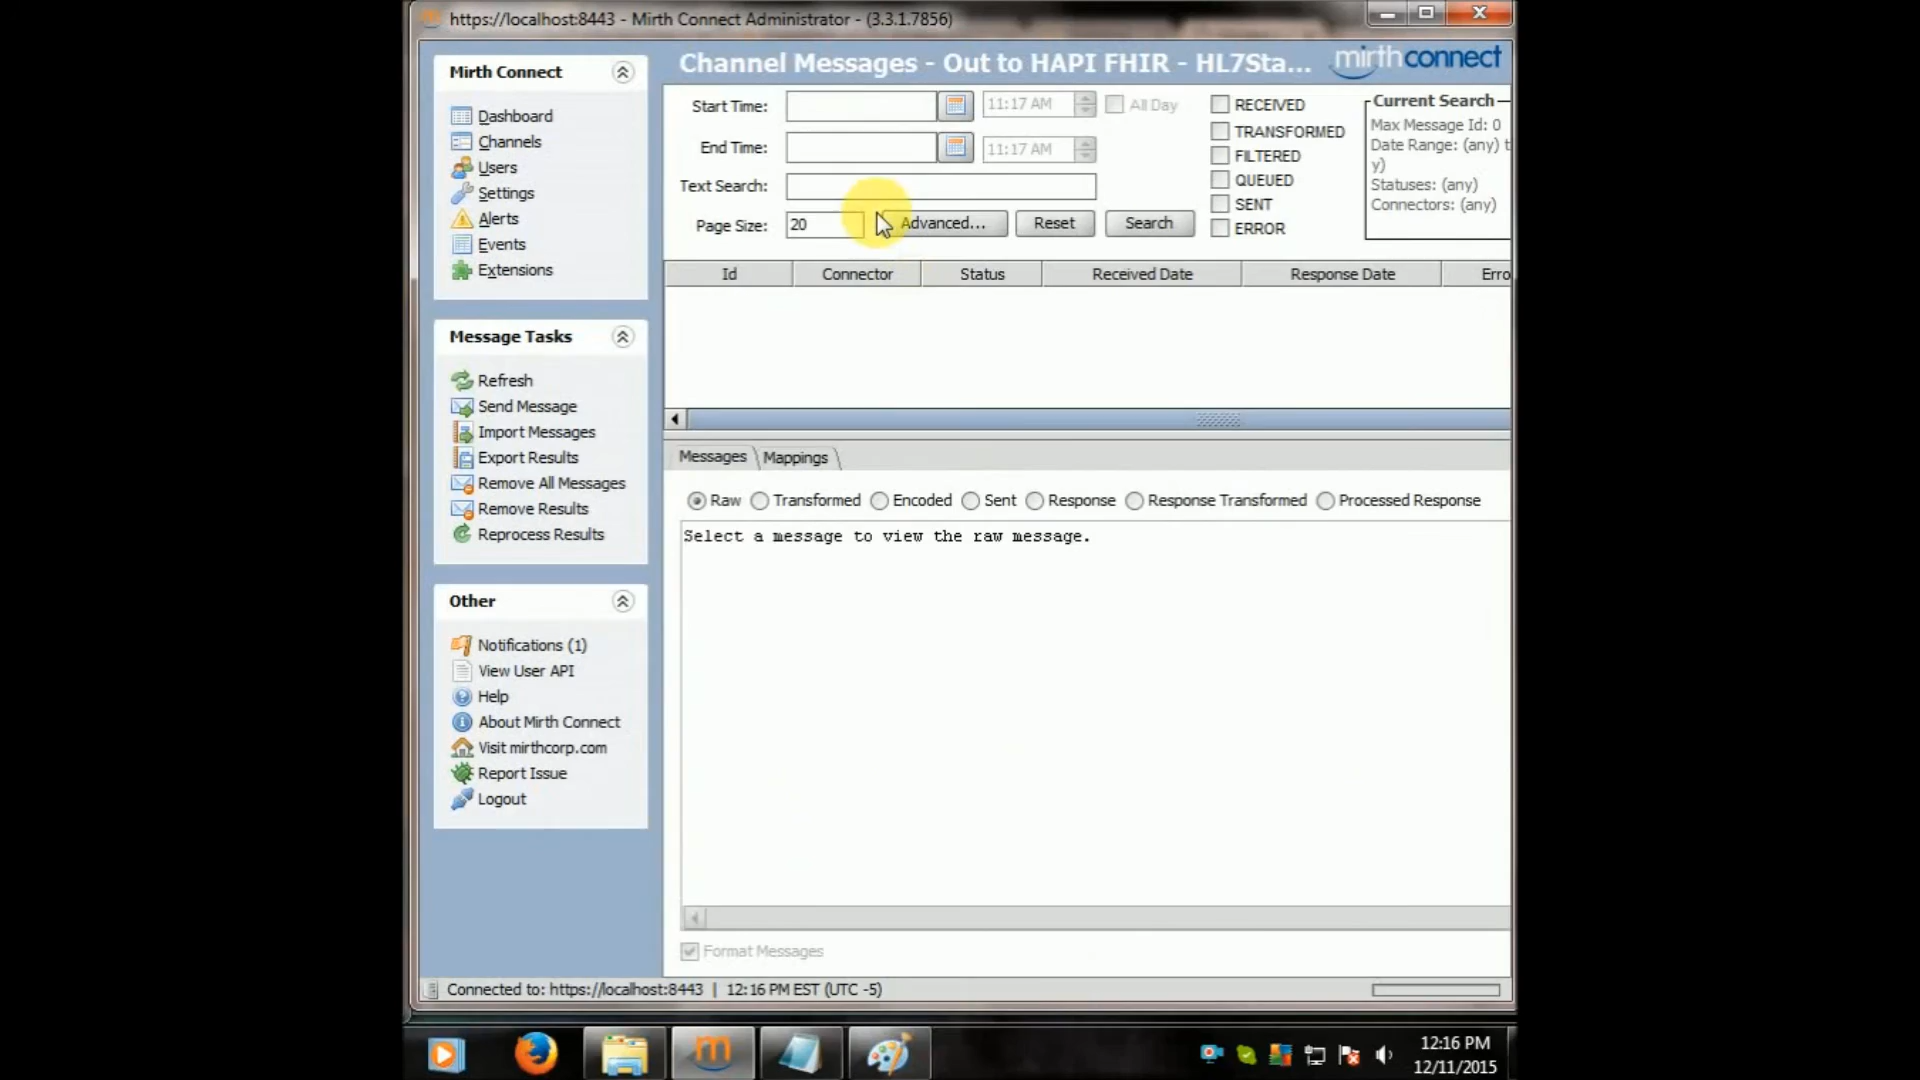 https://localhost:8443 - Mirth Connect Administrator - (3.3.1.7856)
Mirth Connect
Dashboard
Channels
Users
Settings
Alerts
Events
Extensions
Message Tasks
Refresh
Send Message
Import Messages
Export Results
Remove All Messages
Remove Results
Reprocess Results
Other
Notifications (1)
View User API
Help
About Mirth Connect
Visit mirthcorp.com
Report Issue
Logout
Channel Messages - Out to HAPI FHIR - HL7Sta...
mirthconnect
Start Time:
11:17 AM
All Day
End Time:
11:17 AM
Text Search:
Page Size: 20
Advanced...
Reset
Search
RECEIVED
TRANSFORMED
FILTERED
QUEUED
SENT
ERROR
Current Search
Max Message Id: 0
Date Range: (any) t
y)
Statuses: (any)
Connectors: (any)
Id Connector Status Received Date Response Date Erro
Messages Mappings
Raw Transformed Encoded Sent Response Response Transformed Processed Response
Select a message to view the raw message.
Format Messages
Connected to: https://localhost:8443 | 12:16 PM EST (UTC -5)
12:16 PM
12/11/2015